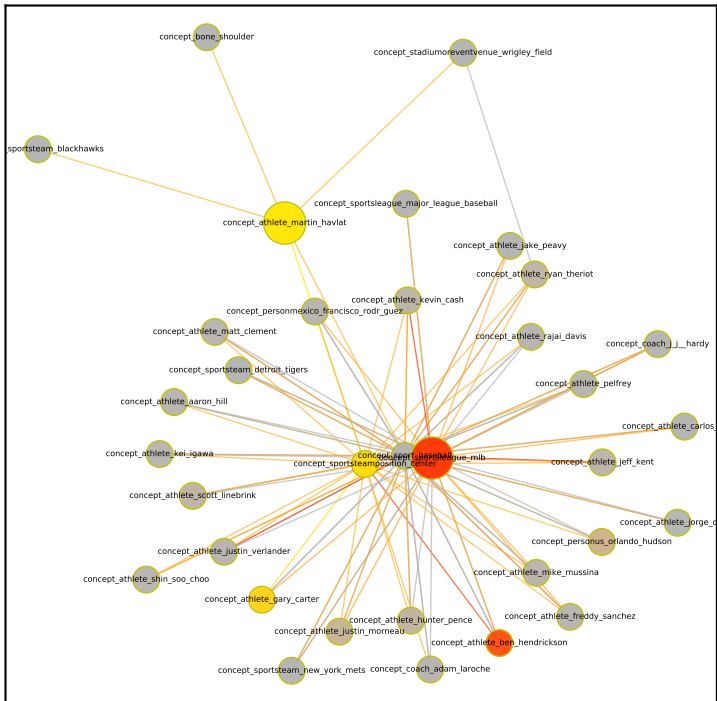 concept_bone_shoulder
concept_stadiumoreventvenue_wrigley_field
sportsteam_blackhawks
concept_sportsleague_major_league_baseball
concept_athlete_martin_havlat
concept_athlete_jake_peavy
concept_athlete_ryan_theriot
concept_athlete_kevin_cash
concept_personmexico_francisco_rodr_guez
concept_athlete_matt_clement
concept_athlete_rajai_davis
concept_coach_j_j__hardy
concept_sportsteam_detroit_tigers
concept_athlete_pelfrey
concept_athlete_aaron_hill
concept_athlete_carlos_
concept_athlete_kei_igawa
concept_sport_baseball
concept_sportsleague_mlb
concept_sportsteamposition_center
concept_athlete_jeff_kent
concept_athlete_scott_linebrink
concept_athlete_jorge_
concept_personus_orlando_hudson
concept_athlete_justin_verlander
concept_athlete_mike_mussina
concept_athlete_shin_soo_choo
concept_athlete_gary_carter
concept_athlete_freddy_sanchez
concept_athlete_hunter_pence
concept_athlete_justin_morneau
concept_athlete_ben_hendrickson
concept_sportsteam_new_york_mets
concept_coach_adam_laroche